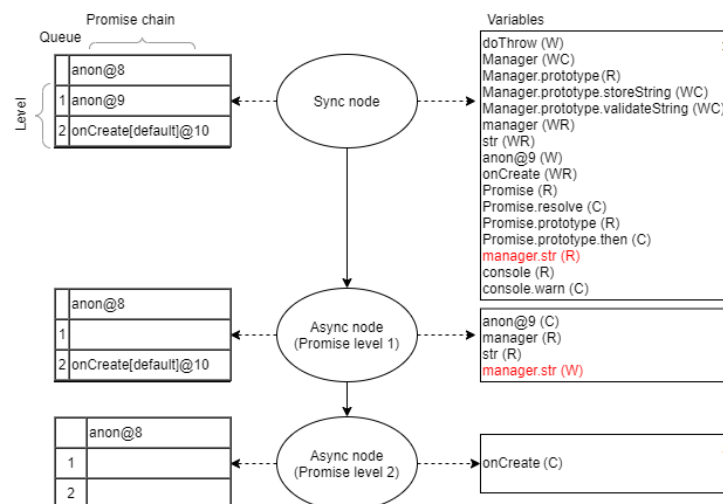 Promise chain
Variables
Queue
Level
anon@8
1 anon@9
2 onCreate[default]@10
Sync node
doThrow (W)
Manager (WC)
Manager.prototype (R)
Manager.prototype.storeString (WC)
Manager.prototype.validateString (WC)
manager (WR)
str (WR)
anon@9 (W)
onCreate (WR)
Promise (R)
Promise.resolve (C)
Promise.prototype (R)
Promise.prototype.then (C)
manager.str (R)
console (R)
console.warn (C)
anon@8
1
2 onCreate[default]@10
Async node
(Promise level 1)
anon@9 (C)
manager (R)
str (R)
manager.str (W)
anon@8
1
2
Async node
(Promise level 2)
onCreate (C)